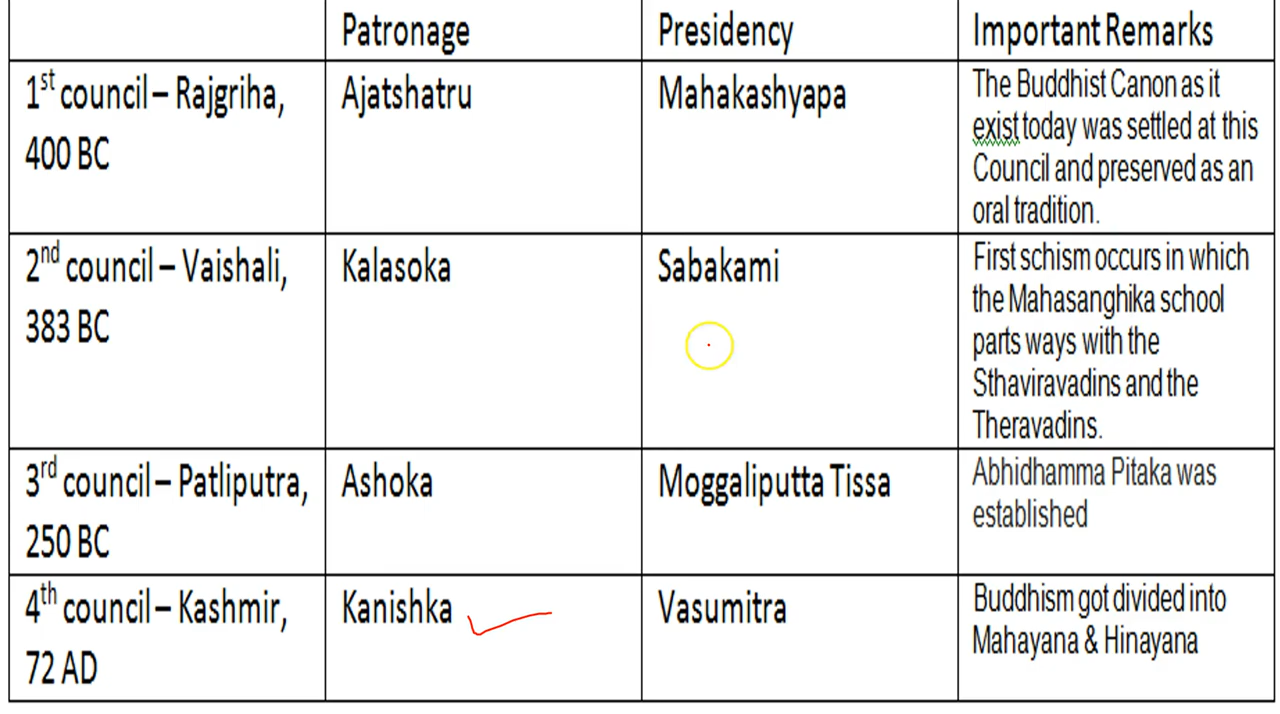 Patronage Presidency Important Remarks
1st council – Rajgriha, Ajatshatru Mahakashyapa The Buddhist Canon as it
400 BC exist today was settled at this
Council and preserved as an
oral tradition.
2nd council – Vaishali, Kalasoka Sabakami First schism occurs in which
383 BC the Mahasanghika school
parts ways with the
Sthaviravadins and the
Theravadins.
3rd council – Patliputra, Ashoka Moggaliputta Tissa Abhidhamma Pitaka was
250 BC established
4th council – Kashmir, Kanishka Vasumitra Buddhism got divided into
72 AD Mahayana & Hinayana